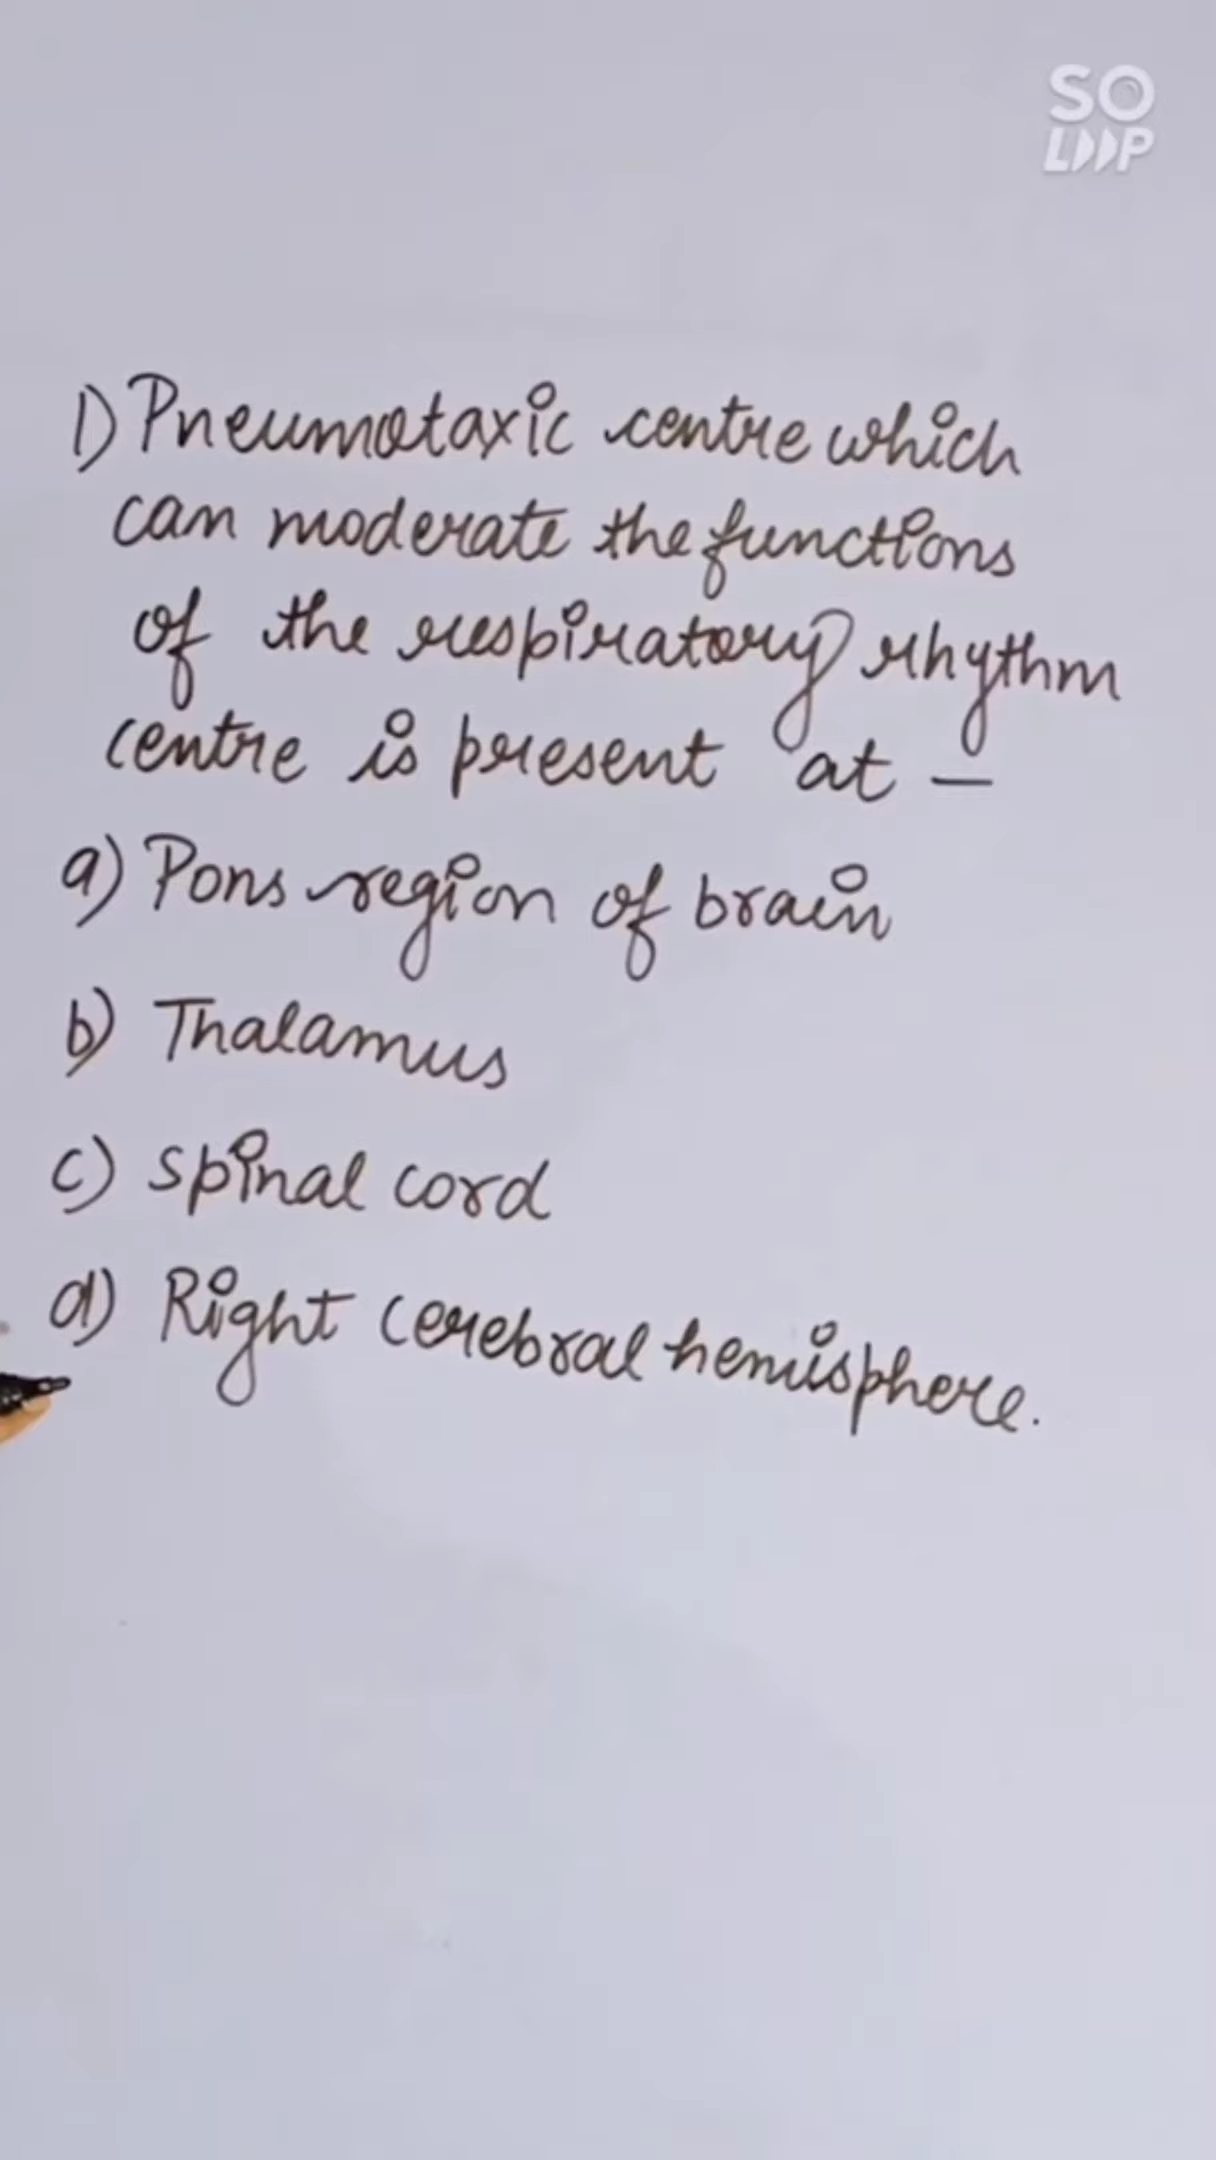 SO
LOOP
1) Pneumotaxic centre which
can moderate the functions
of the respiratory rhythm
centre is present at —
a) Pons region of brain
b) Thalamus
c) spinal cord
d) Right cerebral hemisphere.